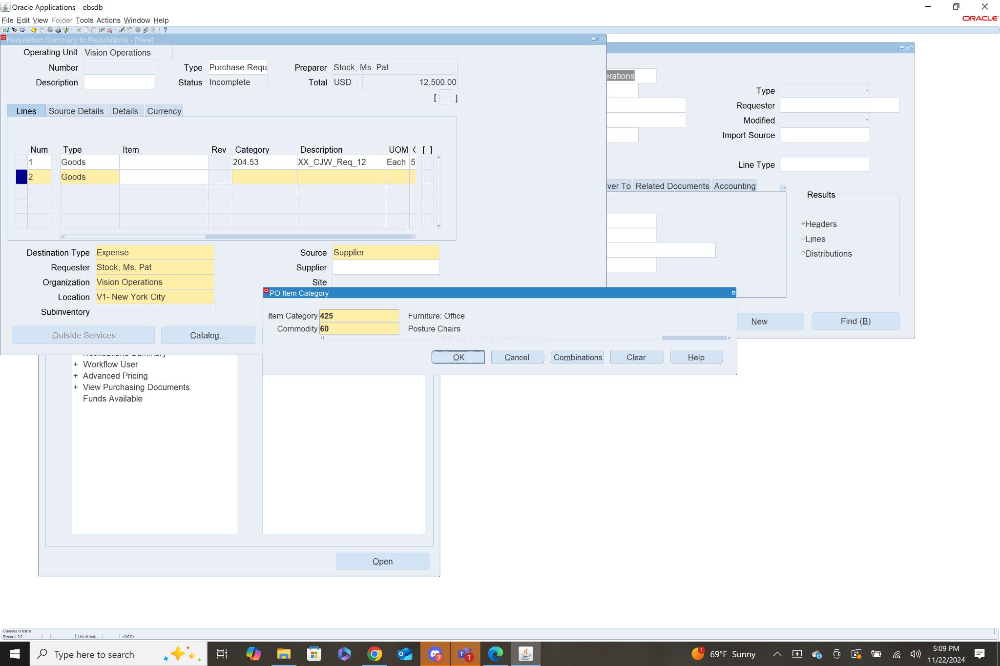 Oracle Applications - ebsdb
File Edit View Folder Tools Actions Window Help
ORACLE
Requisition Summary to Requisitions - [New]
Operating Unit Vision Operations
Number
Type Purchase Requ
Preparer Stock, Ms. Pat
Description
Status Incomplete
Total USD 12,500.00
[ ]
Lines Source Details Details Currency
Num Type Item Rev Category Description UOM [ ]
1 Goods 204.53 XX_CJW_Req_12 Each 5
2 Goods
Destination Type Expense
Requester Stock, Ms. Pat
Organization Vision Operations
Location V1- New York City
Subinventory
Source Supplier
Supplier
Site
Outside Services Catalog...
erations
Type
Requester
Modified
Import Source
Line Type
ver To Related Documents Accounting
Results
Headers
Lines
Distributions
New Find (B)
PO Item Category
Item Category 425 Furniture: Office
Commodity 60 Posture Chairs
OK Cancel Combinations Clear Help
Notifications Summary
+ Workflow User
+ Advanced Pricing
+ View Purchasing Documents
Funds Available
Open
Choices in list: 8
Record: 2/2 ... List of Valu... <OSC>
Type here to search
7
1
1
69°F Sunny
5:09 PM
11/22/2024